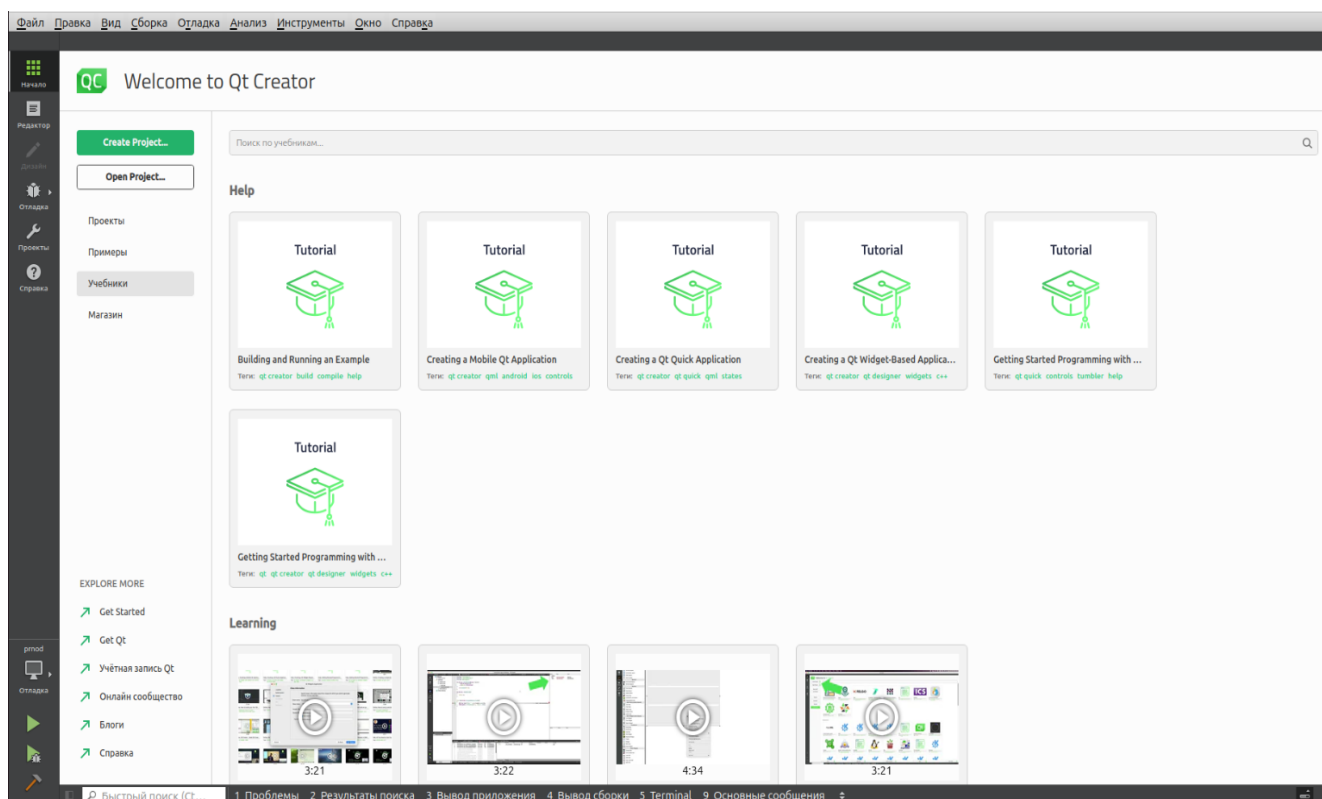 Файл Правка Вид Сборка Отладка Анализ Инструменты Окно Справка
Начало
Редактор
Дизайн
Отладка
Проекты
Справка
prnod
Отладка
QC Welcome to Qt Creator
Create Project...
Open Project...
Проекты
Примеры
Учебники
Магазин
EXPLORE MORE
Get Started
Get Qt
Учётная запись Qt
Онлайн сообщество
Блоги
Справка
Поиск по учебникам...
Help
Tutorial
Building and Running an Example
Теги: qt creator build compile help
Tutorial
Creating a Mobile Qt Application
Теги: qt creator qml android ios controls
Tutorial
Creating a Qt Quick Application
Теги: qt creator qt quick qml states
Tutorial
Creating a Qt Widget-Based Applica...
Теги: qt creator qt designer widgets c++
Tutorial
Getting Started Programming with ...
Теги: qt quick controls tumbler help
Tutorial
Getting Started Programming with ...
Теги: qt qt creator qt designer widgets c++
Learning
3:21
3:22
4:34
3:21
Быстрый поиск (Ct... 1 Проблемы 2 Результаты поиска 3 Вывод приложения 4 Вывод сборки 5 Terminal 9 Основные сообщения